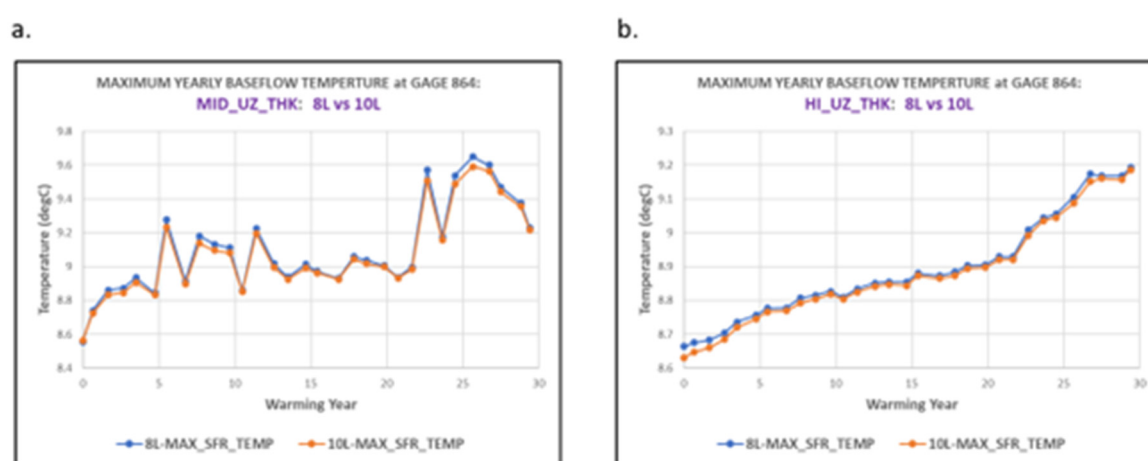 a.
MAXIMUM YEARLY BASEFLOW TEMPERTURE at GAGE 864:
MID_UZ_THK: 8L vs 10L
9.8
9.6
9.4
9.2
9
8.8
8.6
8.4
Temperature (degC)
0 5 10 15 20 25 30
Warming Year
8L-MAX_SFR_TEMP 10L-MAX_SFR_TEMP
b.
MAXIMUM YEARLY BASEFLOW TEMPERTURE at GAGE 864:
HI_UZ_THK: 8L vs 10L
9.3
9.2
9.1
9
8.9
8.8
8.7
8.6
Temperature (degC)
0 5 10 15 20 25 30
Warming Year
8L-MAX_SFR_TEMP 10L-MAX_SFR_TEMP